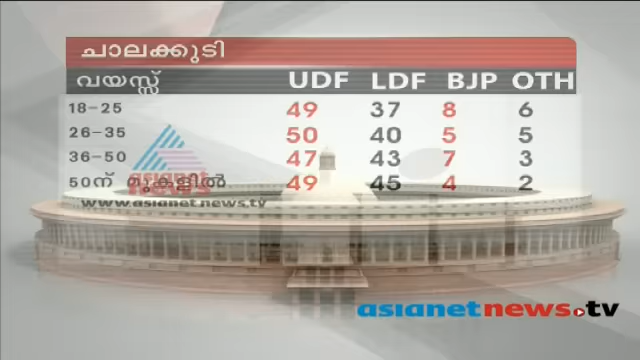 ചാലക്കുടി
വയസ്സ് UDF LDF BJP OTH
18-25 49 37 8 6
26-35 50 40 5 5
36-50 47 43 7 3
50ന് മുകളില്‍ 49 45 4 2
www.asianetnews.tv
asianetnews.tv